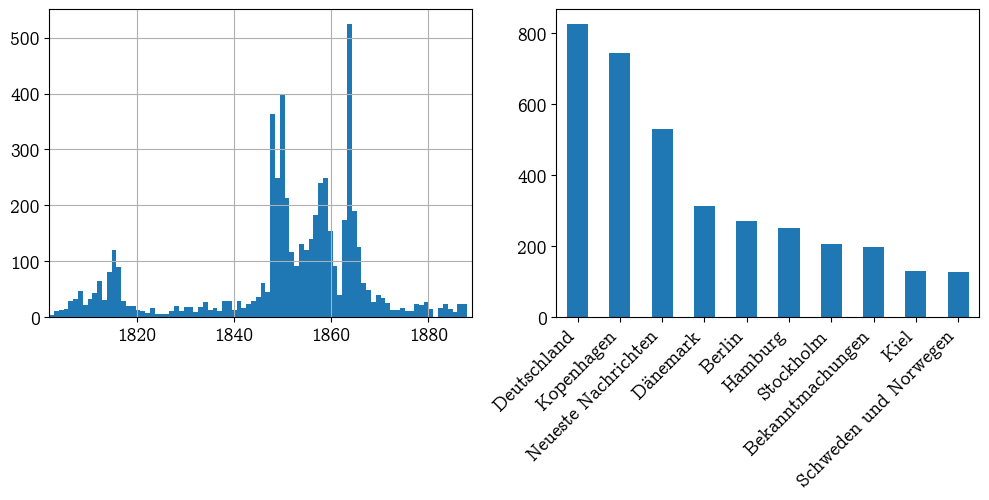 500
400
300
200
100
0
1820 1840 1860 1880
800
600
400
200
0
Deutschland
Kopenhagen
Neueste Nachrichten
Dänemark
Berlin
Hamburg
Stockholm
Bekanntmachungen
Kiel
Schweden und Norwegen